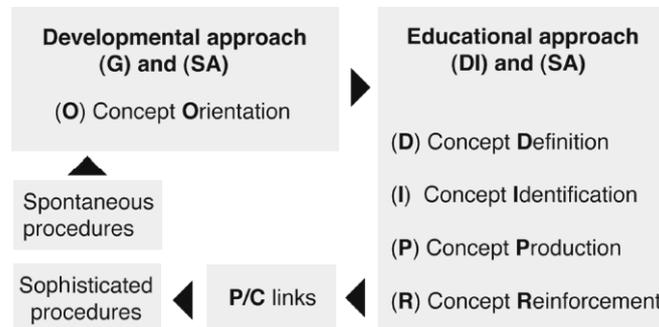 Developmental approach
(G) and (SA)
(O) Concept Orientation
Educational approach
(DI) and (SA)
(D) Concept Definition
(I) Concept Identification
(P) Concept Production
(R) Concept Reinforcement
Spontaneous
procedures
Sophisticated
procedures
P/C links